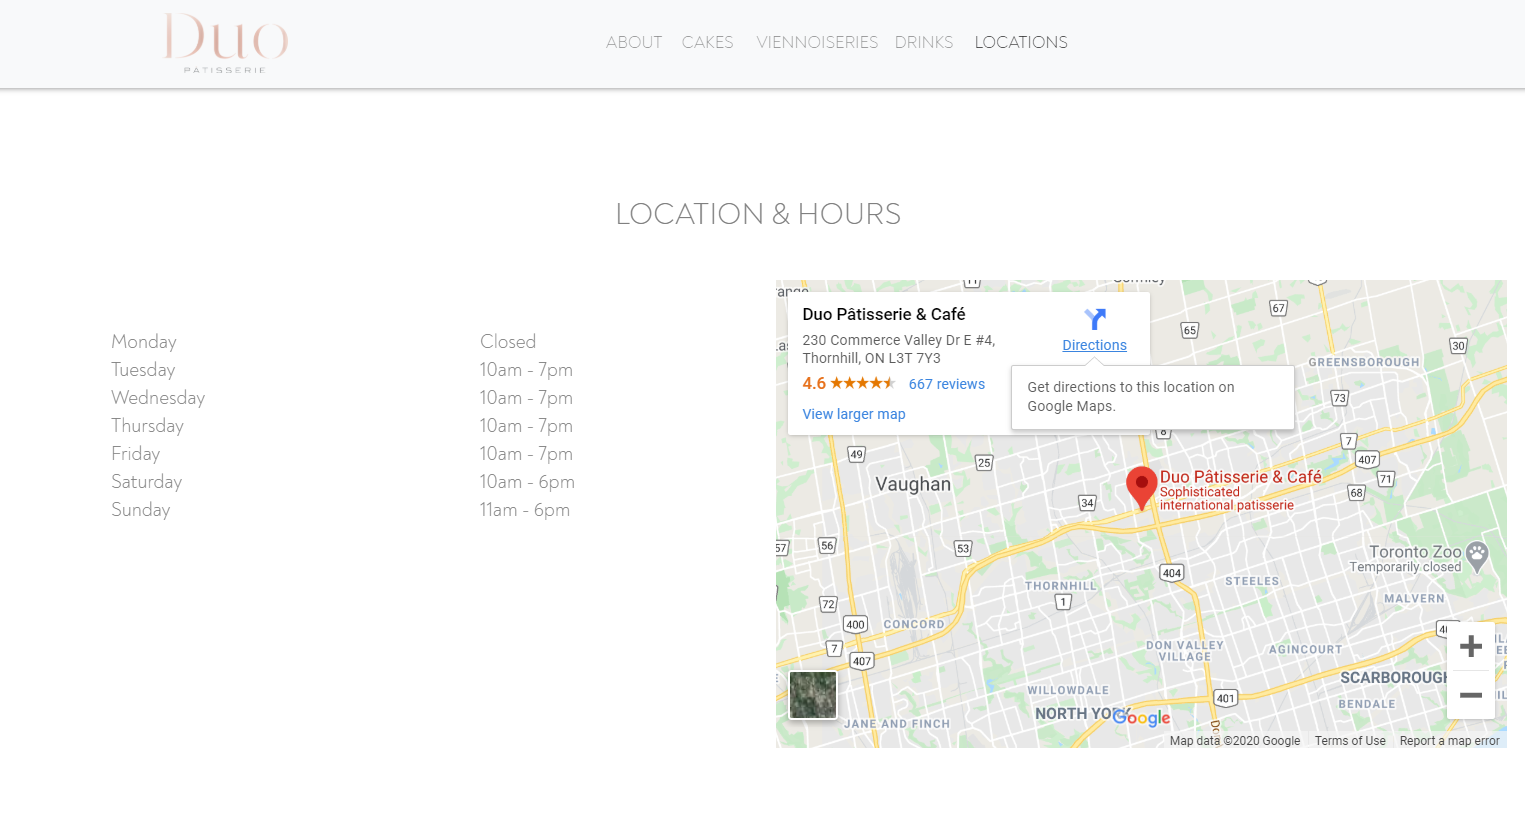 Duo
PATISSERIE
ABOUT CAKES VIENNOISERIES DRINKS LOCATIONS
LOCATION & HOURS
Monday Closed
Tuesday 10am - 7pm
Wednesday 10am - 7pm
Thursday 10am - 7pm
Friday 10am - 7pm
Saturday 10am - 6pm
Sunday 11am - 6pm
Duo Pâtisserie & Café
230 Commerce Valley Dr E #4,
Thornhill, ON L3T 7Y3
4.6 667 reviews
View larger map
Directions
Get directions to this location on
Google Maps.
11
67
65
30
GREENSBOROUGH
73
8
7
49
25
407
71
Vaughan
68
34
Duo Pâtisserie & Café
Sophisticated
international patisserie
57
56
53
Toronto Zoo
Temporarily closed
404
STEELES
THORNHILL
MALVERN
72
1
400
CONCORD
7
407
DON VALLEY
VILLAGE
AGINCOURT
SCARBOROUGH
WILLOWDALE
401
BENDALE
NORTH YORK
Google
JANE AND FINCH
Map data ©2020 Google Terms of Use Report a map error